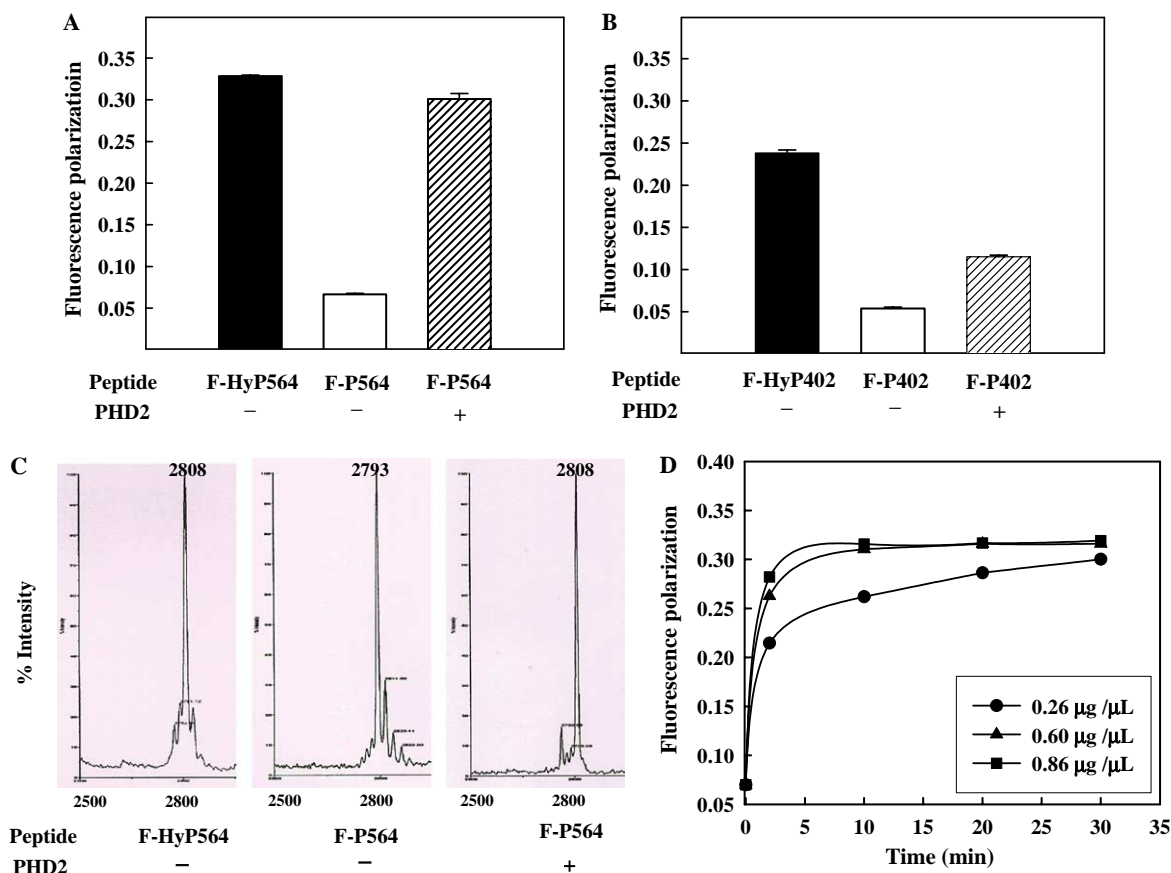 A
Fluorescence polarizatioin
0.35
0.30
0.25
0.20
0.15
0.10
0.05
Peptide F-HyP564 F-P564 F-P564
PHD2 − − +
B
Fluorescence polarization
0.35
0.30
0.25
0.20
0.15
0.10
0.05
Peptide F-HyP402 F-P402 F-P402
PHD2 − − +
C
% Intensity
2808
2793
2808
2500 2800
2500 2800
2500 2800
Peptide F-HyP564 F-P564 F-P564
PHD2 − − +
D
Fluorescence polarization
0.40
0.35
0.30
0.25
0.20
0.15
0.10
0.05
0 5 10 15 20 25 30 35
Time (min)
0.26 µg /µL
0.60 µg /µL
0.86 µg /µL